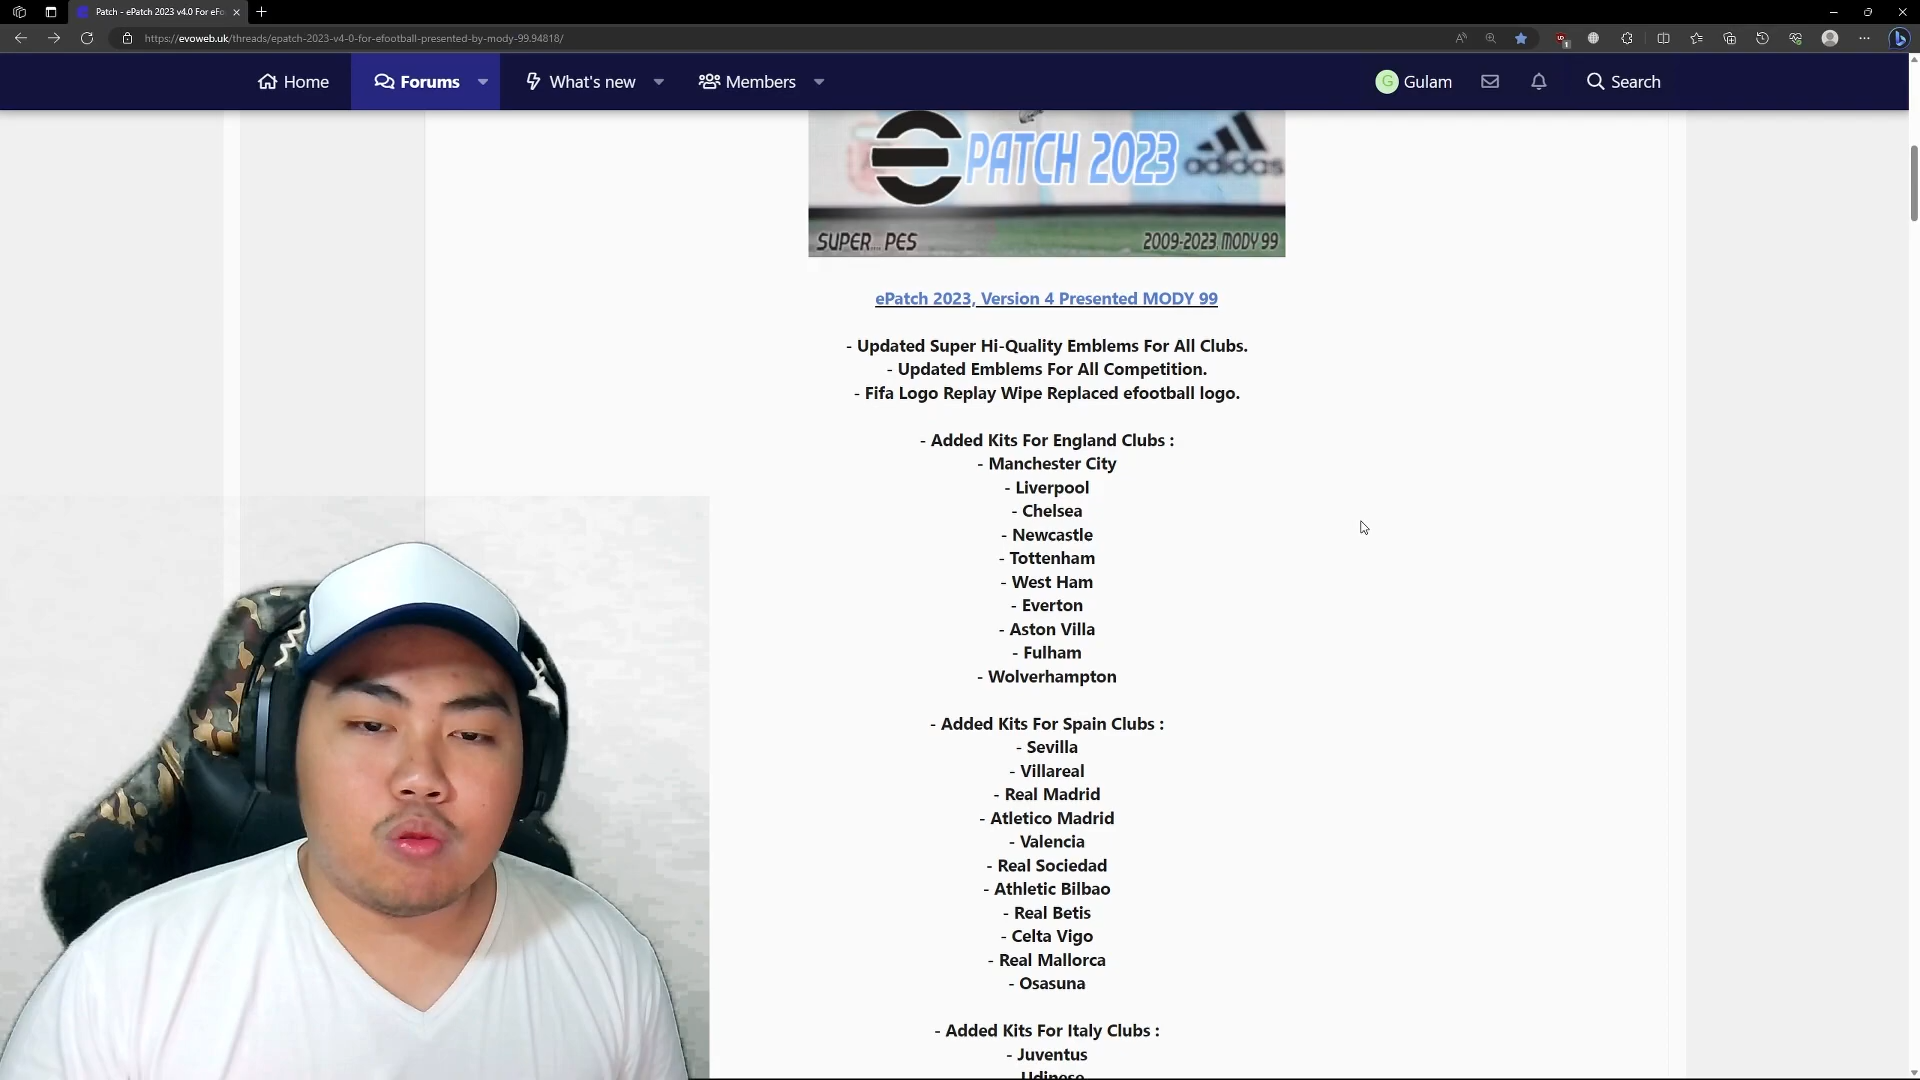 Patch - ePatch 2023 v4.0 For eFo
https://evoweb.uk/threads/epatch-2023-v4-0-for-efootball-presented-by-mody-99.94818/
Home
Forums
What's new
Members
G
Gulam
Search
PATCH 2023
adidas
SUPER... PES
2009-2023 MODY 99
ePatch 2023, Version 4 Presented MODY 99
- Updated Super Hi-Quality Emblems For All Clubs.
- Updated Emblems For All Competition.
- Fifa Logo Replay Wipe Replaced efootball logo.
- Added Kits For England Clubs :
- Manchester City
- Liverpool
- Chelsea
- Newcastle
- Tottenham
- West Ham
- Everton
- Aston Villa
- Fulham
- Wolverhampton
- Added Kits For Spain Clubs :
- Sevilla
- Villareal
- Real Madrid
- Atletico Madrid
- Valencia
- Real Sociedad
- Athletic Bilbao
- Real Betis
- Celta Vigo
- Real Mallorca
- Osasuna
- Added Kits For Italy Clubs :
- Juventus
- Udinese